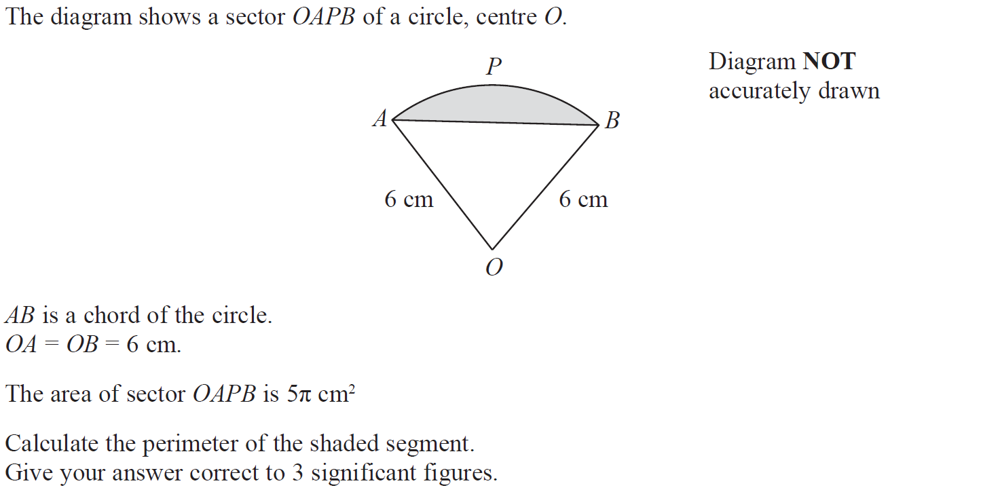 The diagram shows a sector OAPB of a circle, centre O.
Diagram NOT
accurately drawn
P
A
B
6 cm
6 cm
O
AB is a chord of the circle.
OA = OB = 6 cm.
The area of sector OAPB is 5π cm²
Calculate the perimeter of the shaded segment.
Give your answer correct to 3 significant figures.